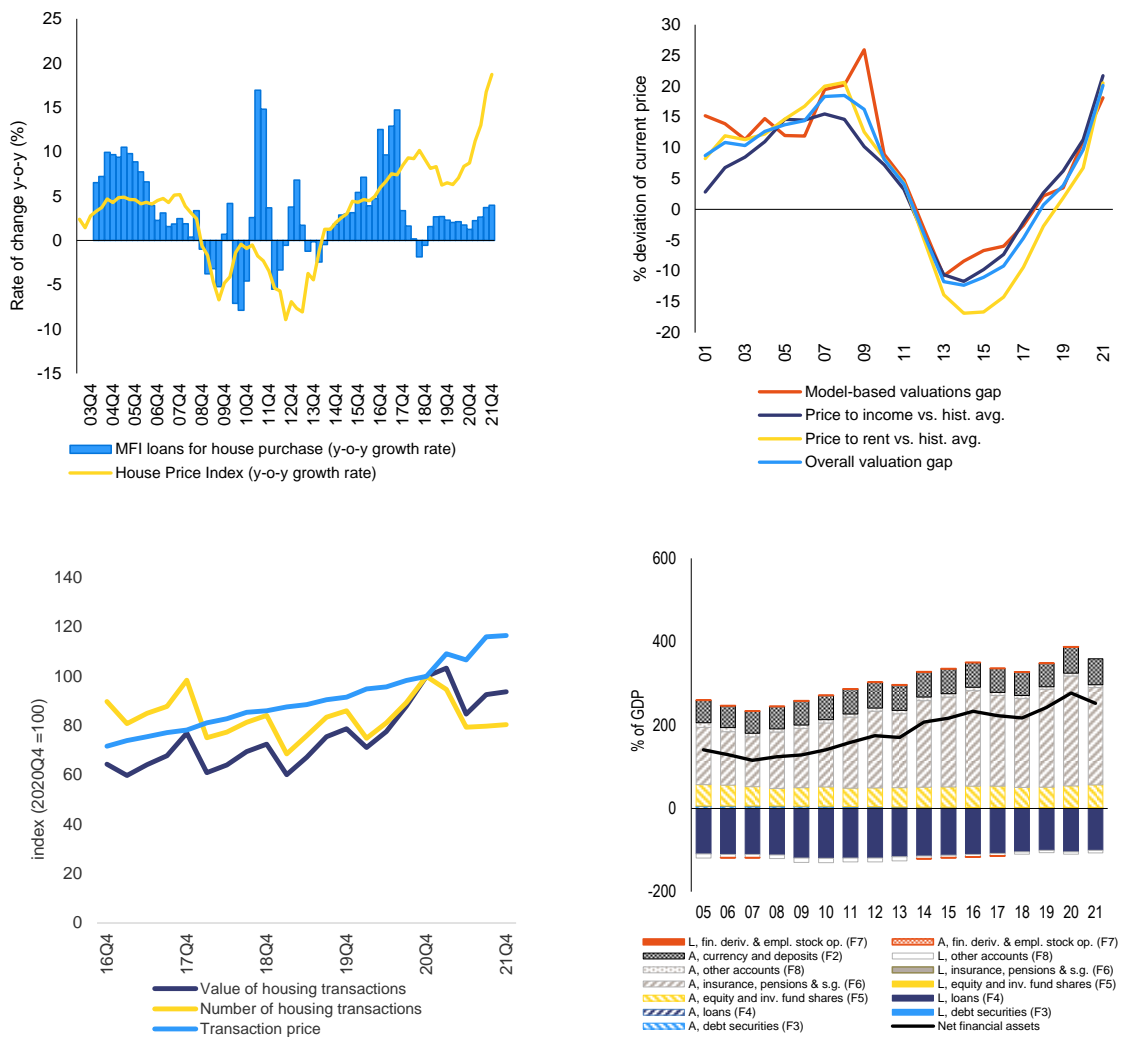 Rate of change y-o-y (%)
25
20
15
10
5
0
-5
-10
-15
03Q4
04Q4
05Q4
06Q4
07Q4
08Q4
09Q4
10Q4
11Q4
12Q4
13Q4
14Q4
15Q4
16Q4
17Q4
18Q4
19Q4
20Q4
21Q4
MFI loans for house purchase (y-o-y growth rate)
House Price Index (y-o-y growth rate)
% deviation of current price
30
25
20
15
10
5
0
-5
-10
-15
-20
01
03
05
07
09
11
13
15
17
19
21
Model-based valuations gap
Price to income vs. hist. avg.
Price to rent vs. hist. avg.
Overall valuation gap
index (2020Q4 =100)
140
120
100
80
60
40
20
0
16Q4
17Q4
18Q4
19Q4
20Q4
21Q4
Value of housing transactions
Number of housing transactions
Transaction price
% of GDP
600
400
200
0
-200
05 06 07 08 09 10 11 12 13 14 15 16 17 18 19 20 21
L, fin. deriv. & empl. stock op. (F7)
A, currency and deposits (F2)
A, other accounts (F8)
A, insurance, pensions & s.g. (F6)
A, equity and inv. fund shares (F5)
A, loans (F4)
A, debt securities (F3)
A, fin. deriv. & empl. stock op. (F7)
L, other accounts (F8)
L, insurance, pensions & s.g. (F6)
L, equity and inv. fund shares (F5)
L, loans (F4)
L, debt securities (F3)
Net financial assets